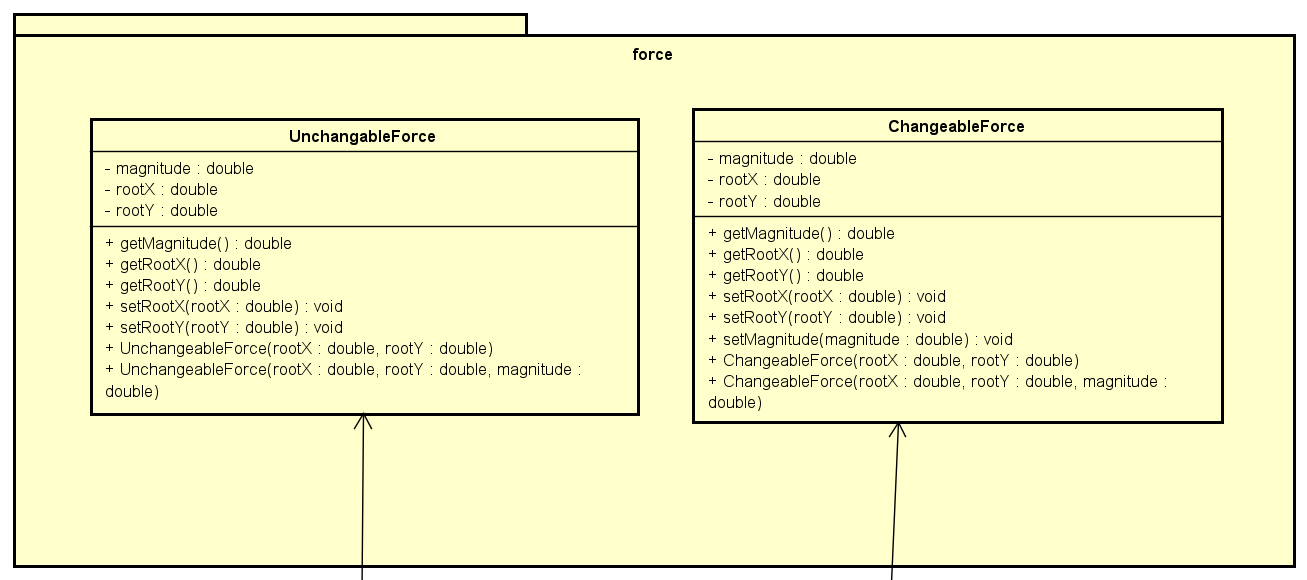 force
UnchangableForce
- magnitude : double
- rootX : double
- rootY : double
+ getMagnitude() : double
+ getRootX() : double
+ getRootY() : double
+ setRootX(rootX : double) : void
+ setRootY(rootY : double) : void
+ UnchangeableForce(rootX : double, rootY : double)
+ UnchangeableForce(rootX : double, rootY : double, magnitude :
double)
ChangeableForce
- magnitude : double
- rootX : double
- rootY : double
+ getMagnitude() : double
+ getRootX() : double
+ getRootY() : double
+ setRootX(rootX : double) : void
+ setRootY(rootY : double) : void
+ setMagnitude(magnitude : double) : void
+ ChangeableForce(rootX : double, rootY : double)
+ ChangeableForce(rootX : double, rootY : double, magnitude :
double)